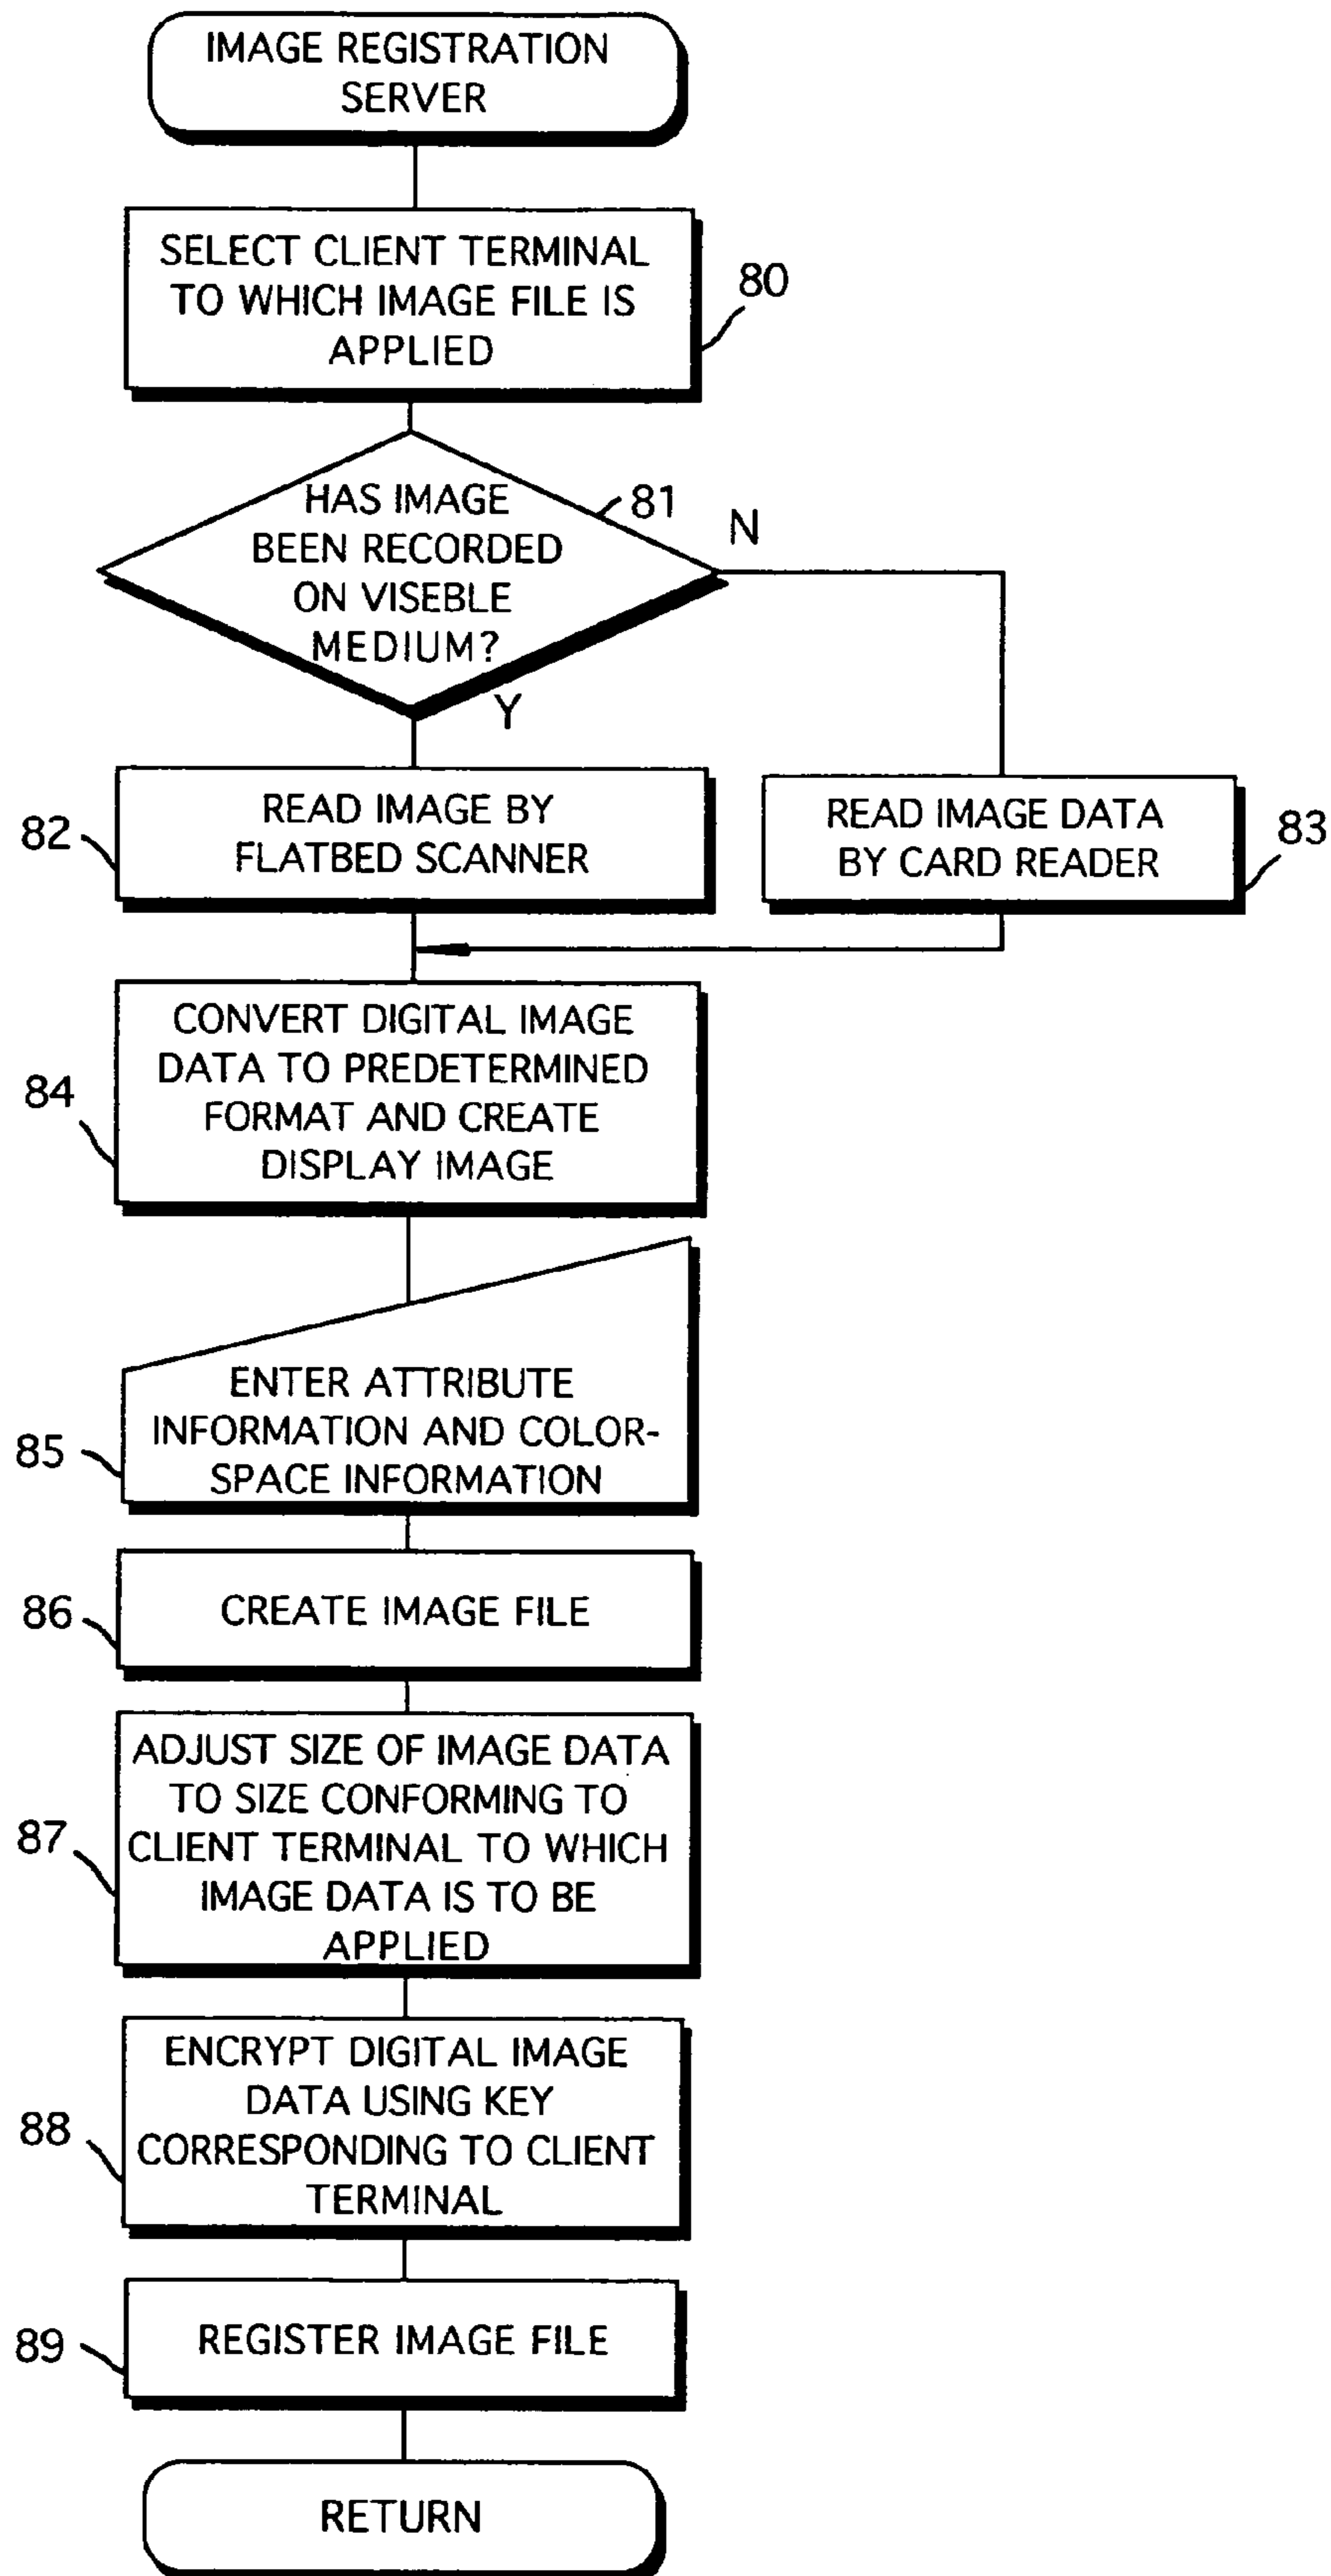 IMAGE REGISTRATION
SERVER
SELECT CLIENT TERMINAL
TO WHICH IMAGE FILE IS
APPLIED
80
HAS IMAGE
BEEN RECORDED
ON VISEBLE
MEDIUM?
81
N
Y
82
READ IMAGE BY
FLATBED SCANNER
READ IMAGE DATA
BY CARD READER
83
84
CONVERT DIGITAL IMAGE
DATA TO PREDETERMINED
FORMAT AND CREATE
DISPLAY IMAGE
85
ENTER ATTRIBUTE
INFORMATION AND COLOR-
SPACE INFORMATION
86
CREATE IMAGE FILE
87
ADJUST SIZE OF IMAGE DATA
TO SIZE CONFORMING TO
CLIENT TERMINAL TO WHICH
IMAGE DATA IS TO BE
APPLIED
88
ENCRYPT DIGITAL IMAGE
DATA USING KEY
CORRESPONDING TO CLIENT
TERMINAL
89
REGISTER IMAGE FILE
RETURN